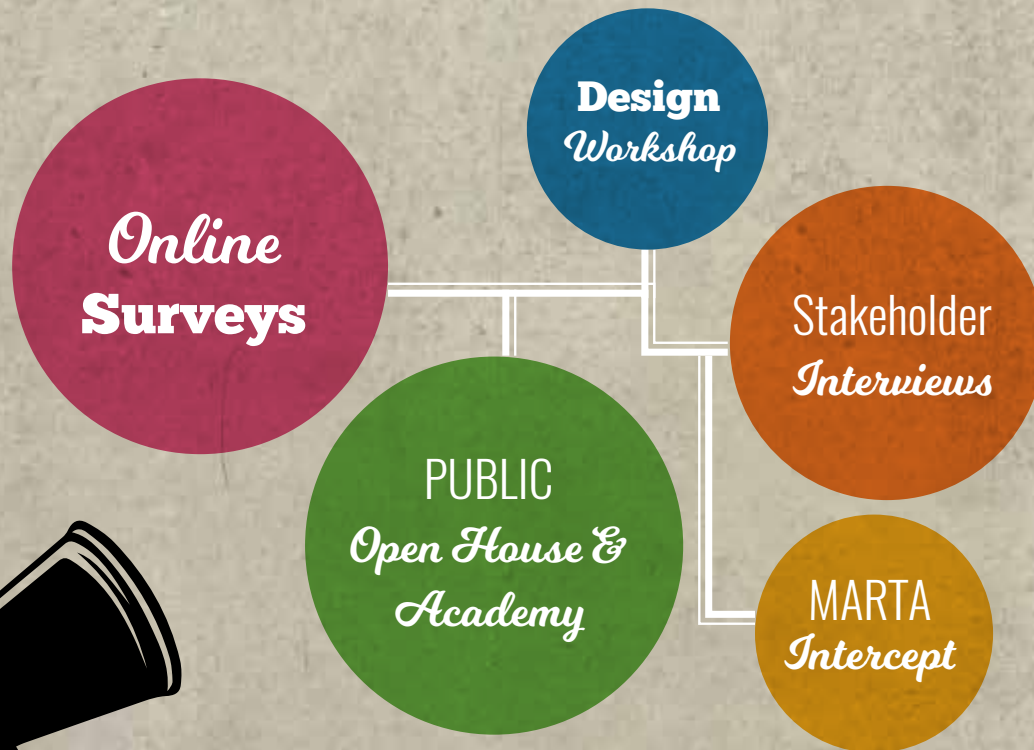 Design
Workshop
Online
Surveys
Stakeholder
Interviews
PUBLIC
Open House &
Academy
MARTA
Intercept